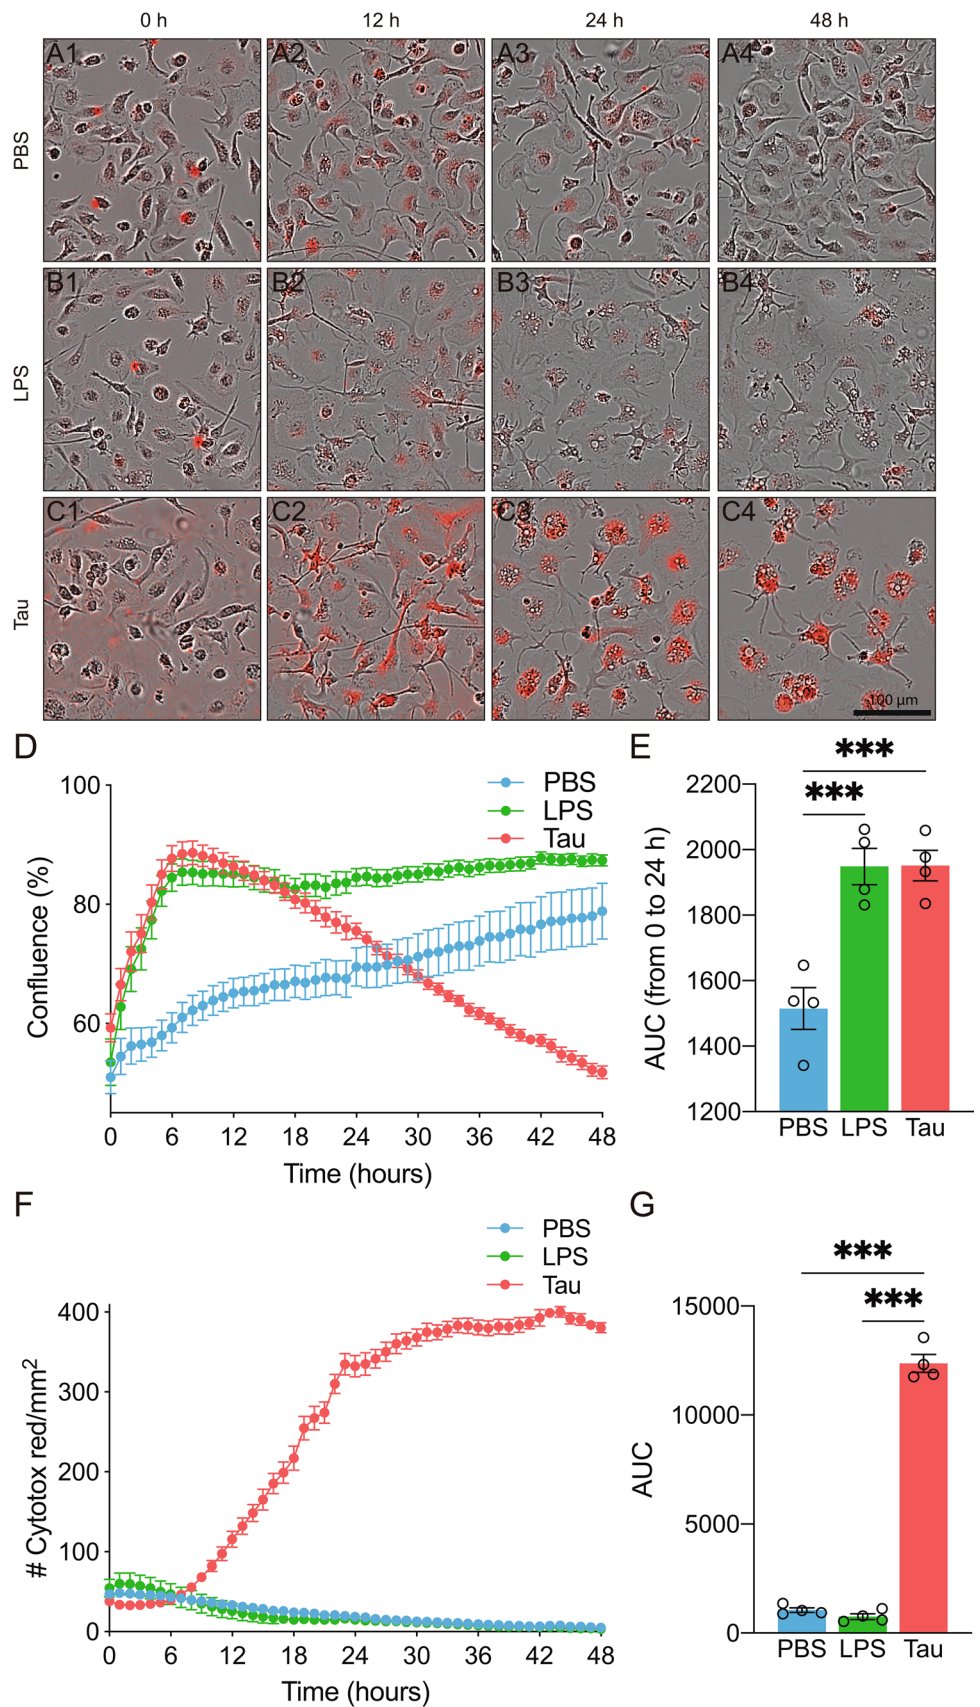 0 h 12 h 24 h 48 h
PBS
A1 A2 A3 A4
LPS
B1 B2 B3 B4
Tau
C1 C2 C3 C4
100 µm
D
PBS
LPS
Tau
100
80
60
Confluence (%)
0 6 12 18 24 30 36 42 48
Time (hours)
E
***
***
2200
2000
1800
1600
1400
1200
AUC (from 0 to 24 h)
PBS LPS Tau
F
PBS
LPS
Tau
400
300
200
100
0
# Cytotox red/mm²
0 6 12 18 24 30 36 42 48
Time (hours)
G
***
***
15000
10000
5000
0
AUC
PBS LPS Tau